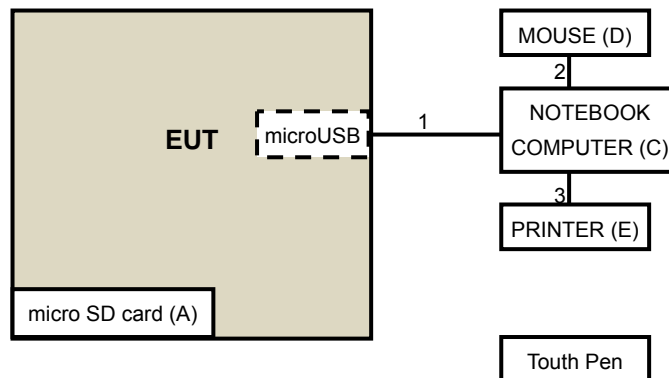 MOUSE (D)
2
NOTEBOOK
COMPUTER (C)
1
microUSB
EUT
3
PRINTER (E)
micro SD card (A)
Touth Pen